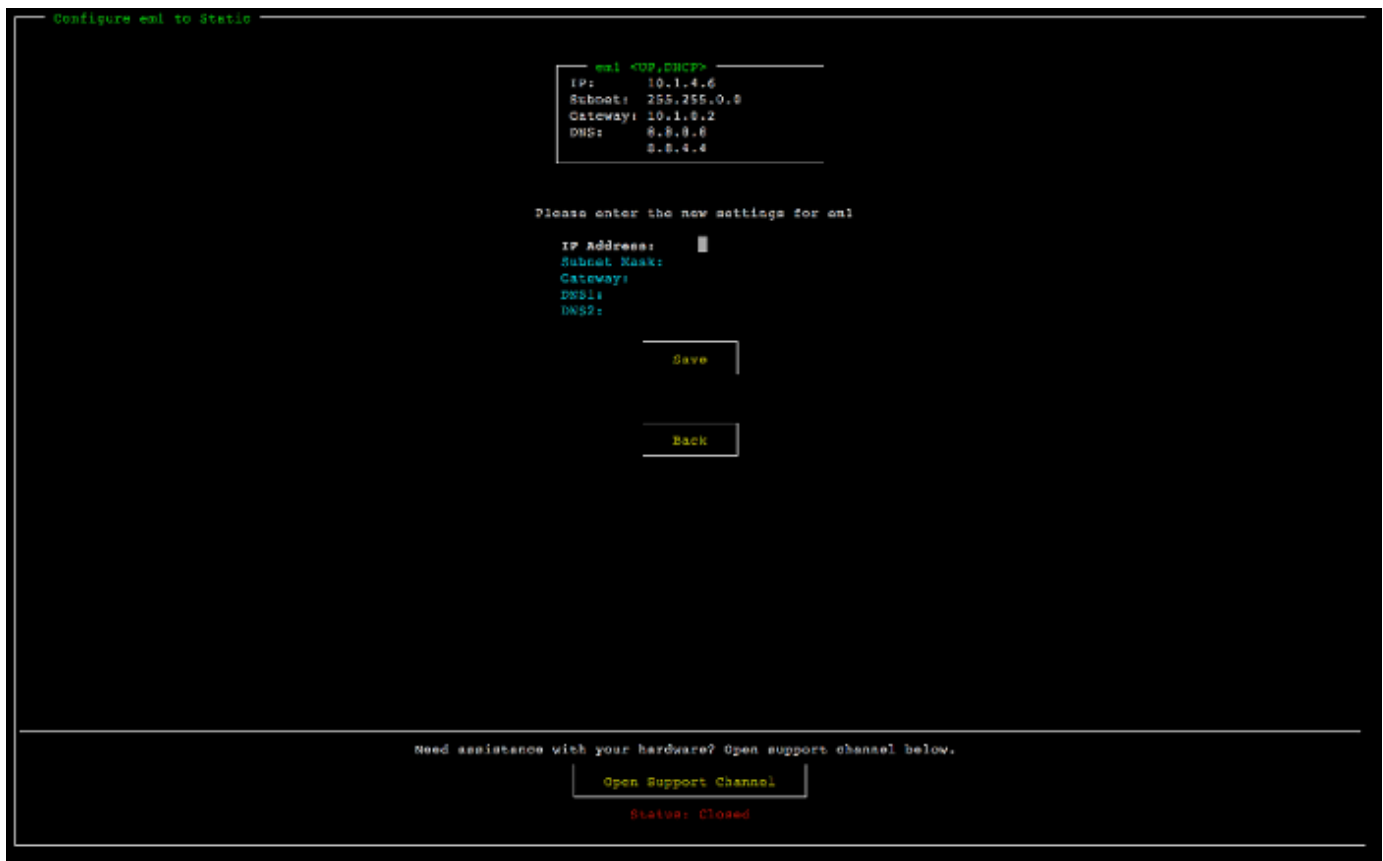 Configure em1 to Static
em1 <UP,DHCP>
IP: 10.1.4.6
Subnet: 255.255.0.0
Gateway: 10.1.0.2
DNS: 8.8.8.8
8.8.4.4
Please enter the new settings for em1
IP Address:
Subnet Mask:
Gateway:
DNS1:
DNS2:
Save
Back
Need assistance with your hardware? Open support channel below.
Open Support Channel
Status: Closed